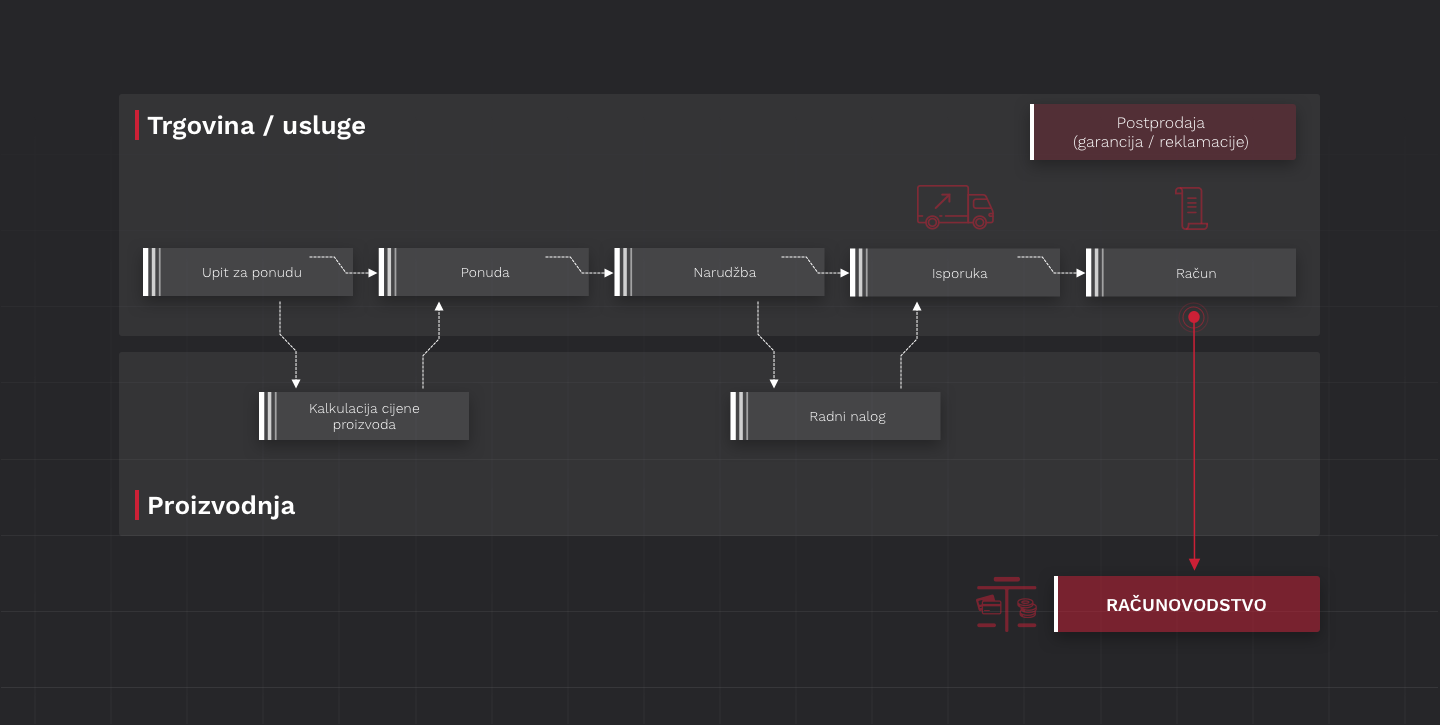 Trgovina / usluge
Postprodaja
(garancija / reklamacije)
Upit za ponudu
Ponuda
Narudžba
Isporuka
Račun
Kalkulacija cijene
proizvoda
Radni nalog
Proizvodnja
RAČUNOVODSTVO